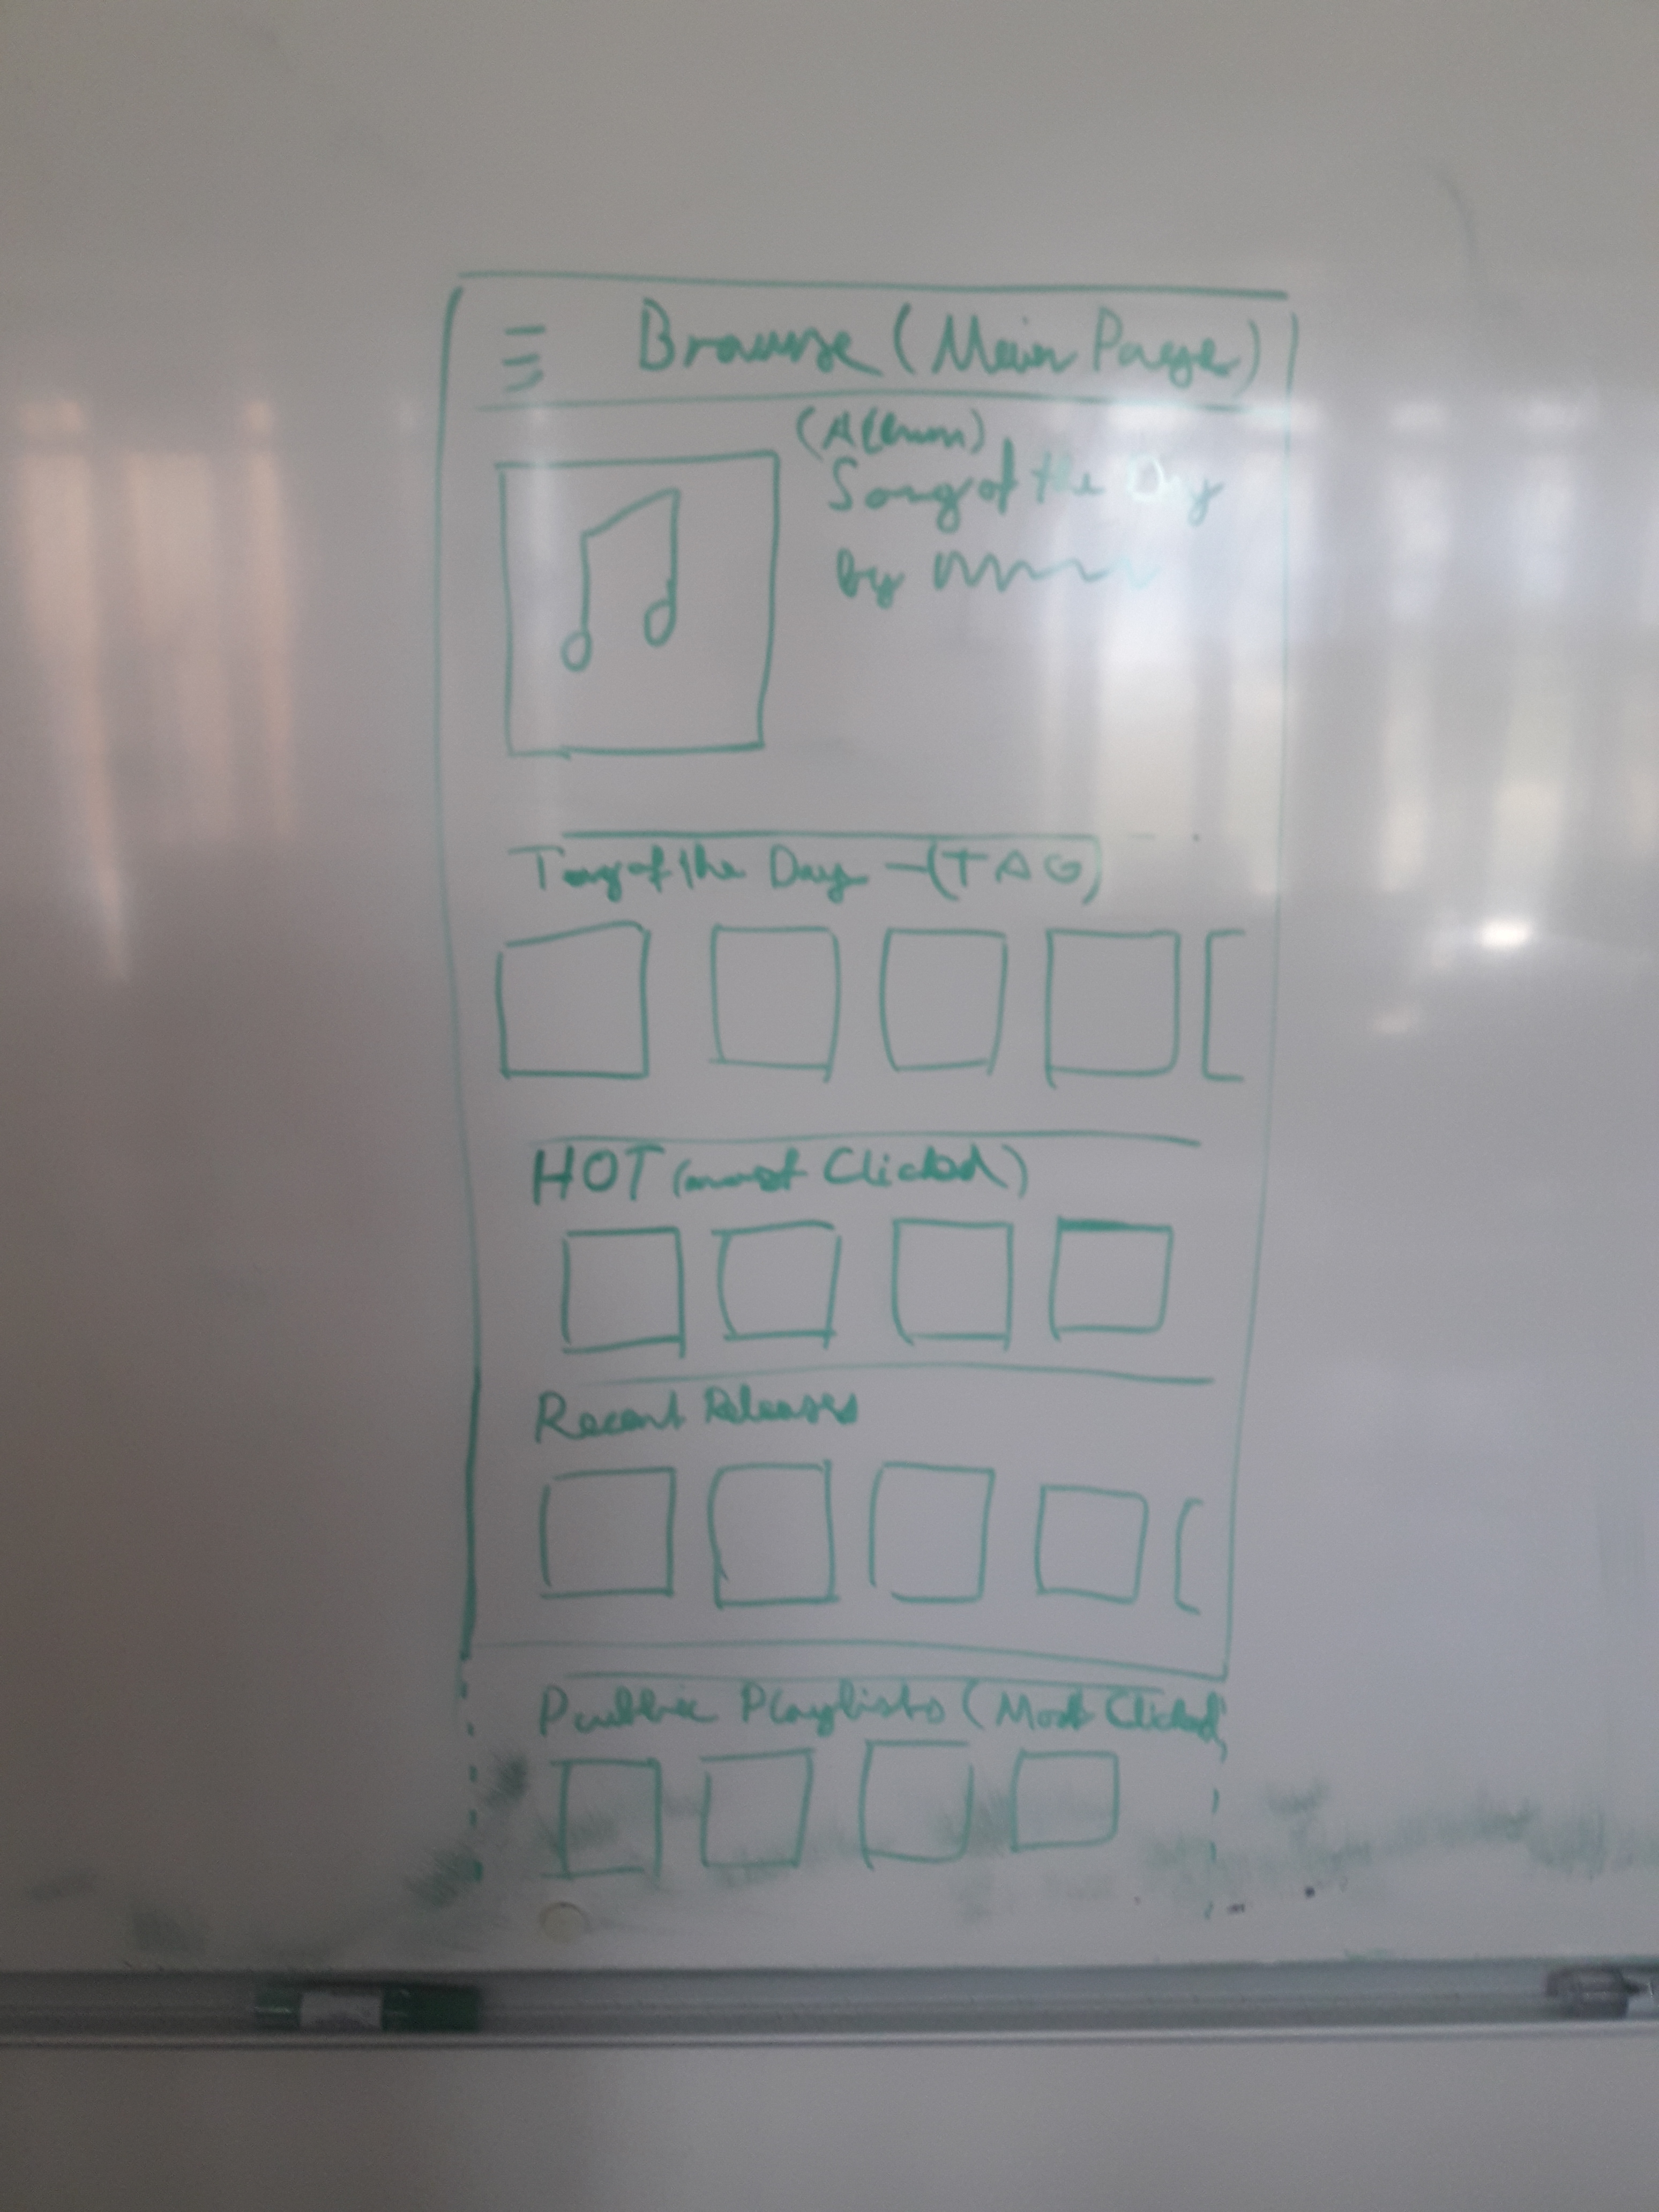 Browse (Main Page)
(Album)
Song of the Day
by
Tag of the Day - (TAG)
HOT (most Clicked)
Recent Releases
Public Playlists (Most Clicked)